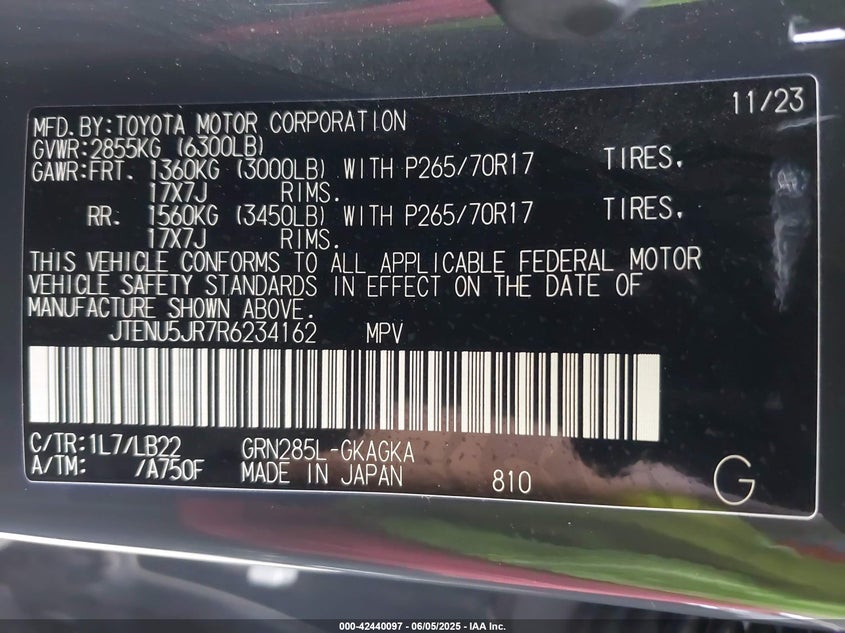 11/23
MFD.BY:TOYOTA MOTOR CORPORATION
GVWR:2855KG (6300LB)
GAWR:FRT. 1360KG (3000LB) WITH P265/70R17 TIRES.
17X7J RIMS.
RR. 1560KG (3450LB) WITH P265/70R17 TIRES.
17X7J RIMS.
THIS VEHICLE CONFORMS TO ALL APPLICABLE FEDERAL MOTOR
VEHICLE SAFETY STANDARDS IN EFFECT ON THE DATE OF
MANUFACTURE SHOWN ABOVE.
JTENU5JR7R6234162 MPV
C/TR:1L7/LB22 GRN285L-GKAGKA
A/TM: /A750F MADE IN JAPAN 810 G
000-42440097 - 06/05/2025 - IAA Inc.